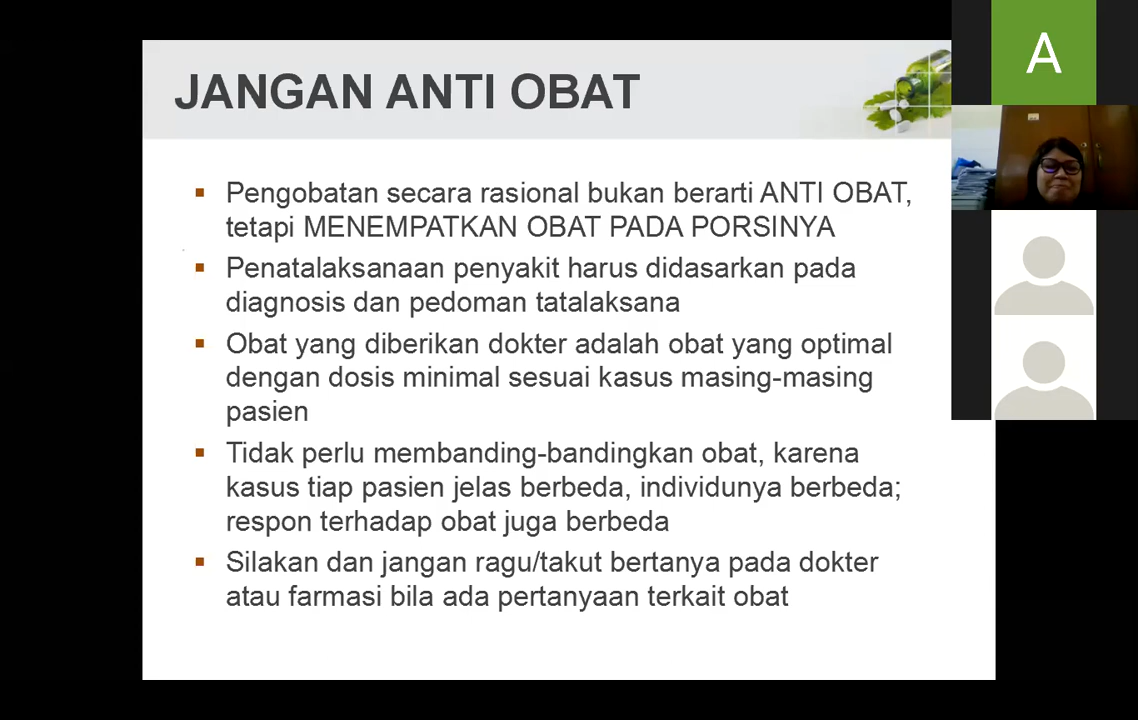 JANGAN ANTI OBAT
A
Pengobatan secara rasional bukan berarti ANTI OBAT,
tetapi MENEMPATKAN OBAT PADA PORSINYA
Penatalaksanaan penyakit harus didasarkan pada
diagnosis dan pedoman tatalaksana
Obat yang diberikan dokter adalah obat yang optimal
dengan dosis minimal sesuai kasus masing-masing
pasien
Tidak perlu membanding-bandingkan obat, karena
kasus tiap pasien jelas berbeda, individunya berbeda;
respon terhadap obat juga berbeda
Silakan dan jangan ragu/takut bertanya pada dokter
atau farmasi bila ada pertanyaan terkait obat